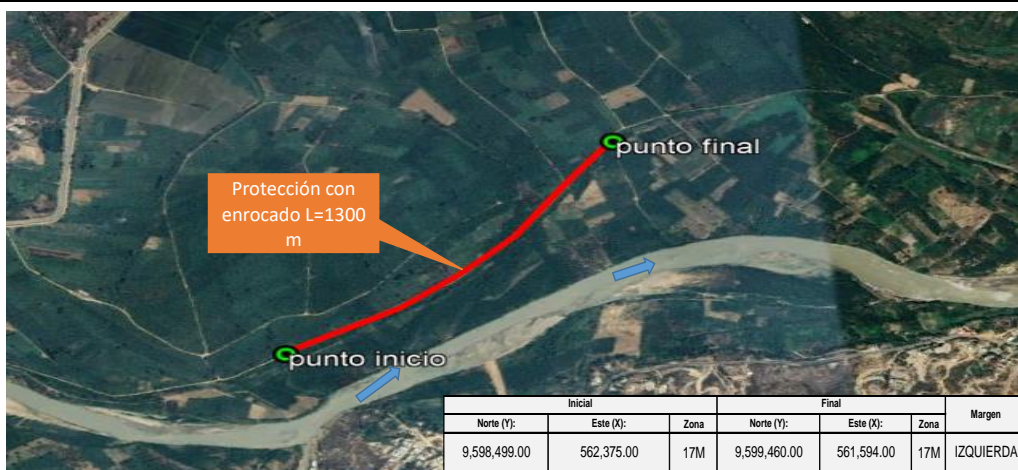 punto final
Protección con
enrocado L=1300
m
punto inicio
Inicial Final Margen
Norte (Y): Este (X): Zona Norte (Y): Este (X): Zona
9,598,499.00 562,375.00 17M 9,599,460.00 561,594.00 17M IZQUIERDA